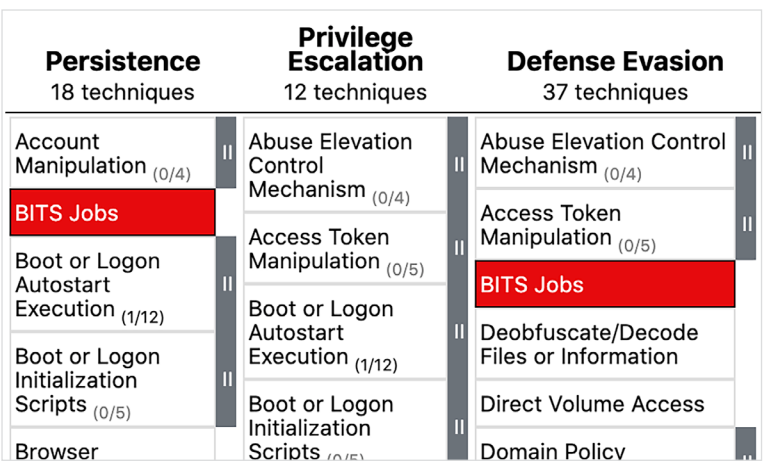 Persistence
18 techniques
Account
Manipulation (0/4)
BITS Jobs
Boot or Logon
Autostart
Execution (1/12)
Boot or Logon
Initialization
Scripts (0/5)
Browser
Privilege
Escalation
12 techniques
Abuse Elevation
Control
Mechanism (0/4)
Access Token
Manipulation (0/5)
Boot or Logon
Autostart
Execution (1/12)
Boot or Logon
Initialization
Scripts (0/5)
Defense Evasion
37 techniques
Abuse Elevation Control
Mechanism (0/4)
Access Token
Manipulation (0/5)
BITS Jobs
Deobfuscate/Decode
Files or Information
Direct Volume Access
Domain Policy